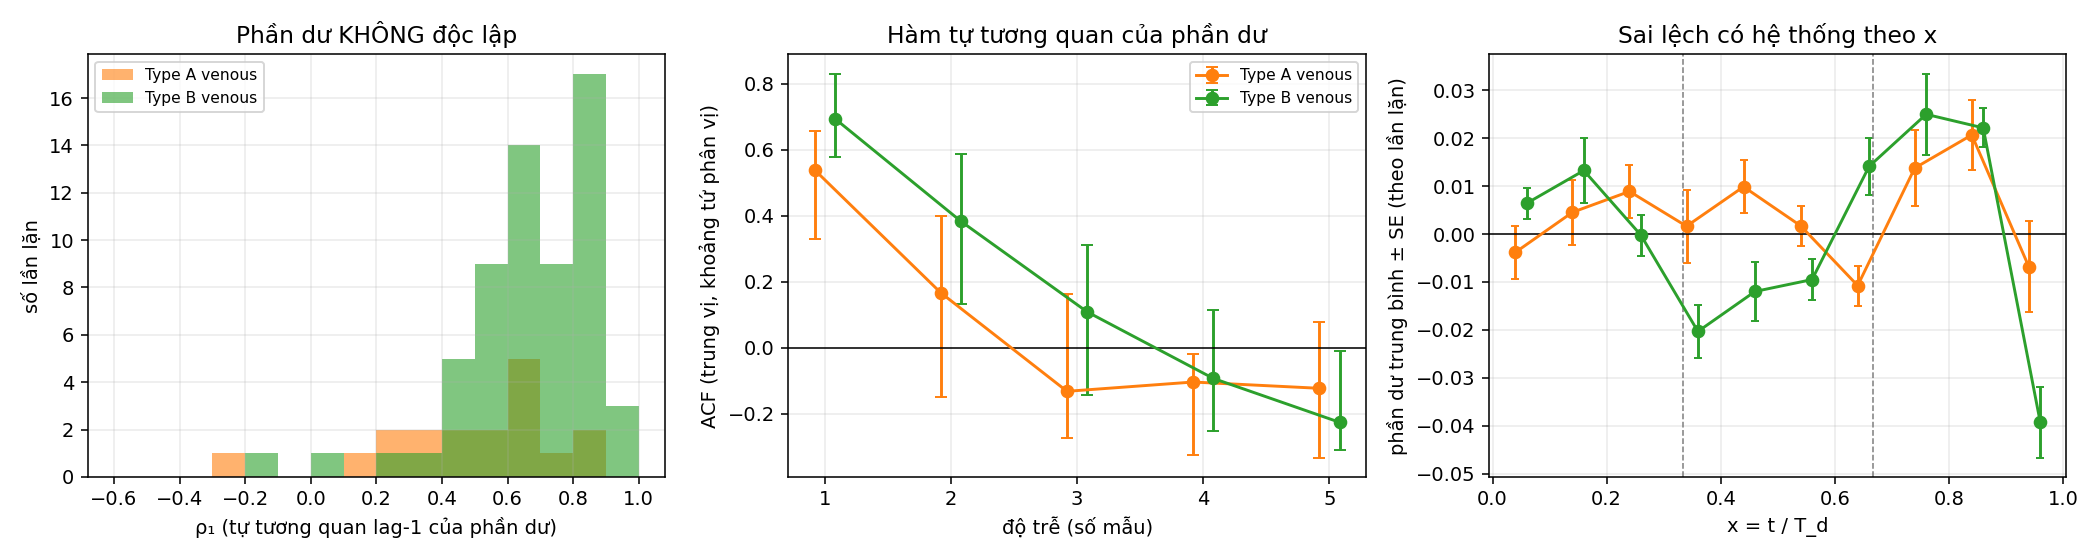 Phần dư KHÔNG độc lập
Type A venous
Type B venous
số lần lặn
16
14
12
10
8
6
4
2
0
−0.6 −0.4 −0.2 0.0 0.2 0.4 0.6 0.8 1.0
ρ₁ (tự tương quan lag-1 của phần dư)
Hàm tự tương quan của phần dư
Type A venous
Type B venous
ACF (trung vị, khoảng tứ phân vị)
0.8
0.6
0.4
0.2
0.0
−0.2
1 2 3 4 5
độ trễ (số mẫu)
Sai lệch có hệ thống theo x
phần dư trung bình ± SE (theo lần lặn)
0.03
0.02
0.01
0.00
−0.01
−0.02
−0.03
−0.04
−0.05
0.0 0.2 0.4 0.6 0.8 1.0
x = t / T_d